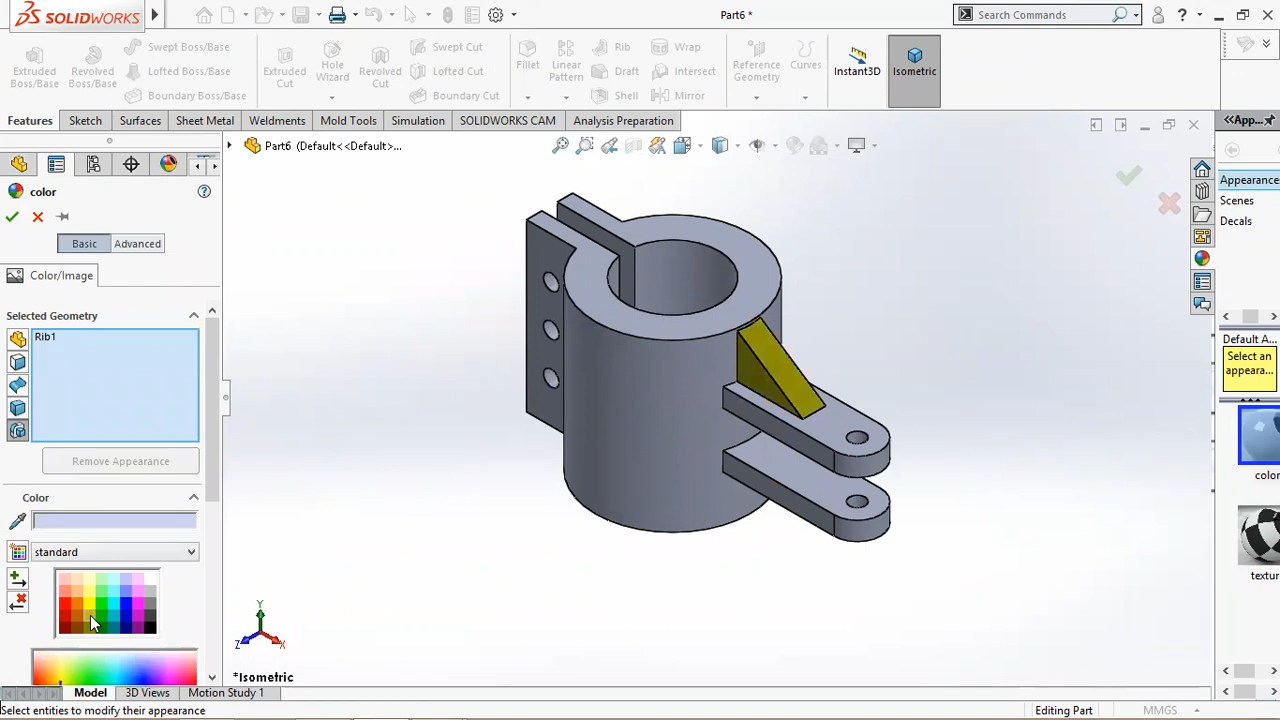 SOLIDWORKS
Part6 *
Search Commands
Extruded Boss/Base
Revolved Boss/Base
Swept Boss/Base
Lofted Boss/Base
Boundary Boss/Base
Extruded Cut
Hole Wizard
Revolved Cut
Swept Cut
Lofted Cut
Boundary Cut
Fillet
Linear Pattern
Rib
Draft
Shell
Wrap
Intersect
Mirror
Reference Geometry
Curves
Instant3D
Isometric
Features
Sketch
Surfaces
Sheet Metal
Weldments
Mold Tools
Simulation
SOLIDWORKS CAM
Analysis Preparation
<<App...
Part6 (Default<<Default>...
color
Basic
Advanced
Color/Image
Selected Geometry
Rib1
Remove Appearance
Color
standard
Appearance
Scenes
Decals
Default A...
Select an
appeara...
color
textur
Y
Z
X
*Isometric
Model
3D Views
Motion Study 1
Select entities to modify their appearance
Editing Part
MMGS